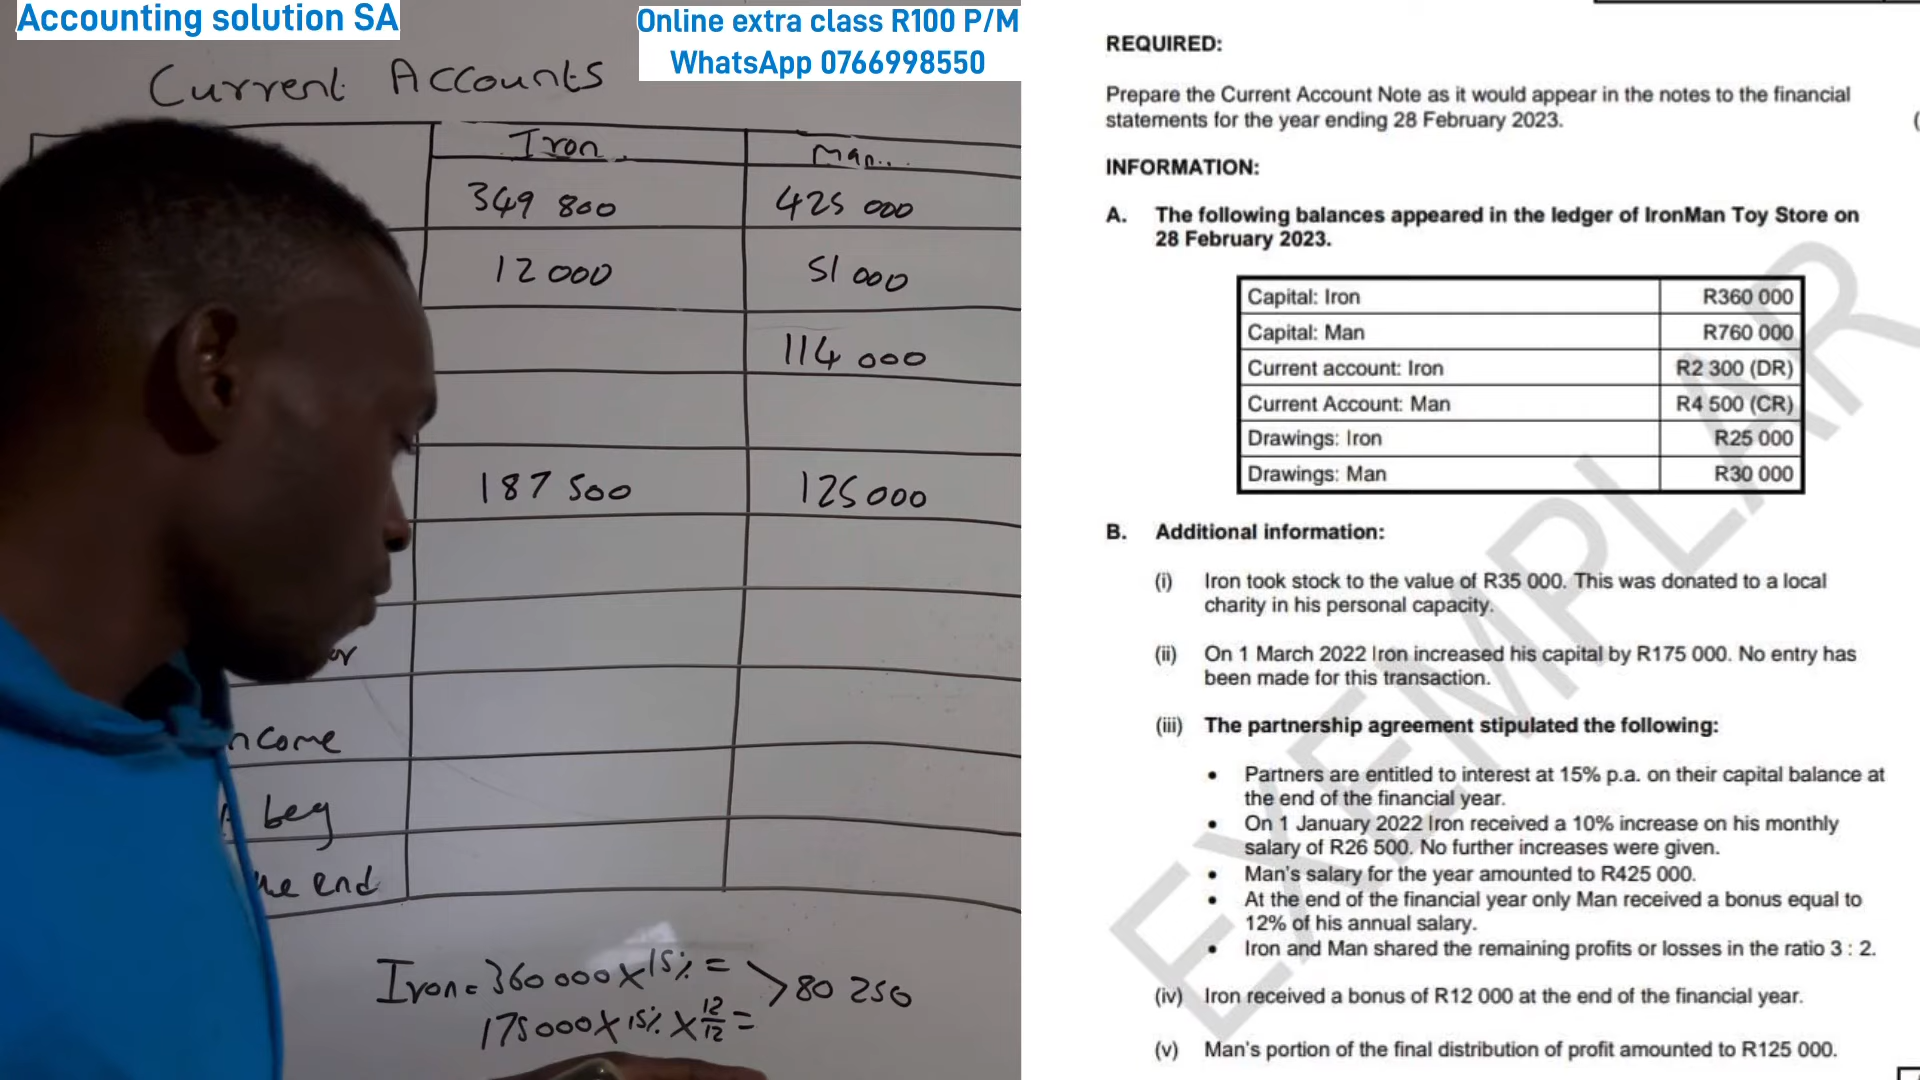 Accounting solution SA
Online extra class R100 P/M
WhatsApp 0766998550
Current Accounts
Iron Man
349 800 425 000
12 000 51 000
114 000
187 500 125 000
or
ncome
beg
he end
Iron = 360 000 X 15% = > 80 250
175 000 X 15% X 12/12 =
REQUIRED:
Prepare the Current Account Note as it would appear in the notes to the financial
statements for the year ending 28 February 2023.
(
INFORMATION:
A. The following balances appeared in the ledger of IronMan Toy Store on
28 February 2023.
Capital: Iron R360 000
Capital: Man R760 000
Current account: Iron R2 300 (DR)
Current Account: Man R4 500 (CR)
Drawings: Iron R25 000
Drawings: Man R30 000
B. Additional information:
(i) Iron took stock to the value of R35 000. This was donated to a local
charity in his personal capacity.
(ii) On 1 March 2022 Iron increased his capital by R175 000. No entry has
been made for this transaction.
(iii) The partnership agreement stipulated the following:
• Partners are entitled to interest at 15% p.a. on their capital balance at
the end of the financial year.
• On 1 January 2022 Iron received a 10% increase on his monthly
salary of R26 500. No further increases were given.
• Man's salary for the year amounted to R425 000.
• At the end of the financial year only Man received a bonus equal to
12% of his annual salary.
• Iron and Man shared the remaining profits or losses in the ratio 3 : 2.
(iv) Iron received a bonus of R12 000 at the end of the financial year.
(v) Man's portion of the final distribution of profit amounted to R125 000.
EXEMPLAR